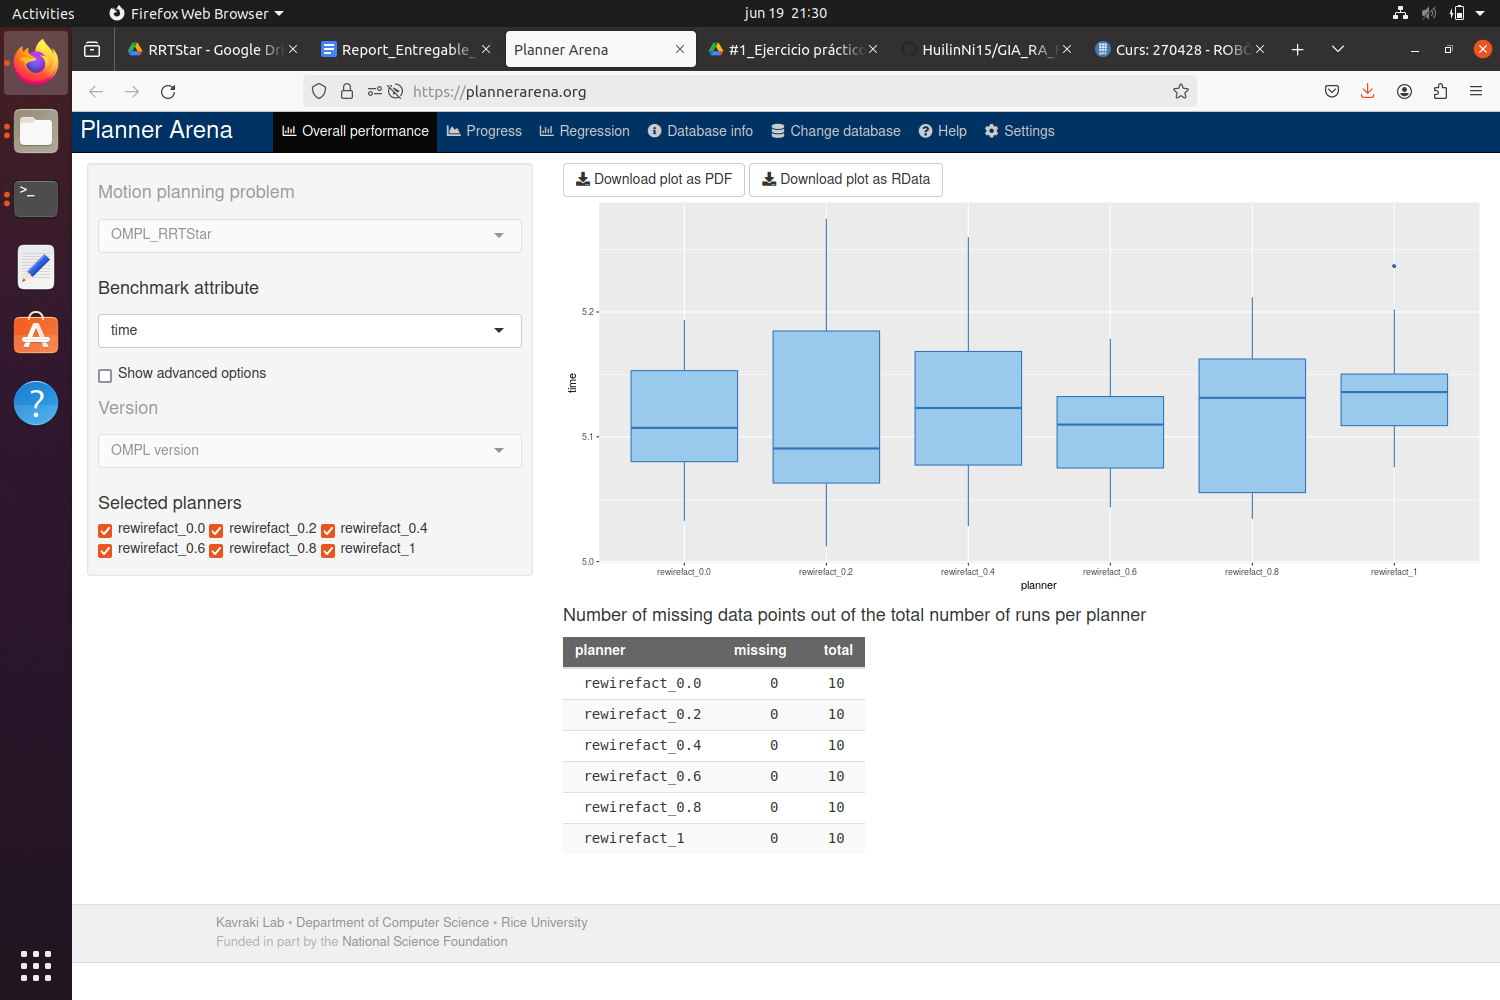 Activities
Firefox Web Browser
jun 19 21:30
RRTStar - Google Dri
Report_Entregable_
Planner Arena
#1_Ejercicio práctico
HuilinNi15/GIA_RA_
Curs: 270428 - ROBÒ
https://plannerarena.org
Planner Arena
Overall performance
Progress
Regression
Database info
Change database
Help
Settings
Motion planning problem
OMPL_RRTStar
Benchmark attribute
time
Show advanced options
Version
OMPL version
Selected planners
rewirefact_0.0 rewirefact_0.2 rewirefact_0.4
rewirefact_0.6 rewirefact_0.8 rewirefact_1
Download plot as PDF
Download plot as RData
time
5.2
5.1
5.0
rewirefact_0.0 rewirefact_0.2 rewirefact_0.4 rewirefact_0.6 rewirefact_0.8 rewirefact_1
planner
Number of missing data points out of the total number of runs per planner
planner missing total
rewirefact_0.0 0 10
rewirefact_0.2 0 10
rewirefact_0.4 0 10
rewirefact_0.6 0 10
rewirefact_0.8 0 10
rewirefact_1 0 10
Kavraki Lab • Department of Computer Science • Rice University
Funded in part by the National Science Foundation